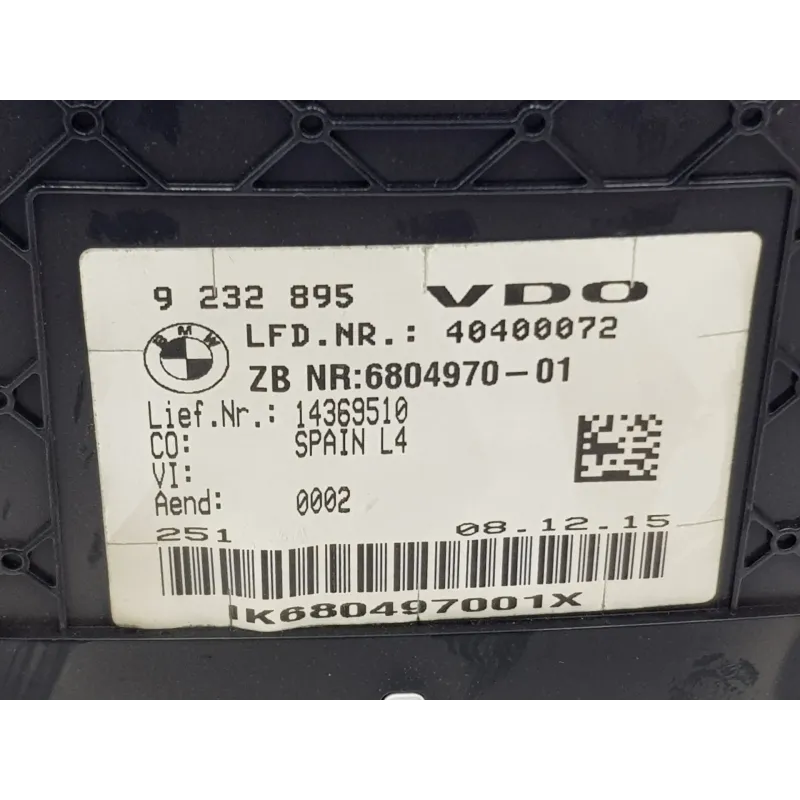 9 232 895 VDO
BMW
LFD.NR.: 40400072
ZB NR:6804970-01
Lief.Nr.: 14369510
CO: SPAIN L4
VI:
Aend: 0002
251 08.12.15
K680497001X